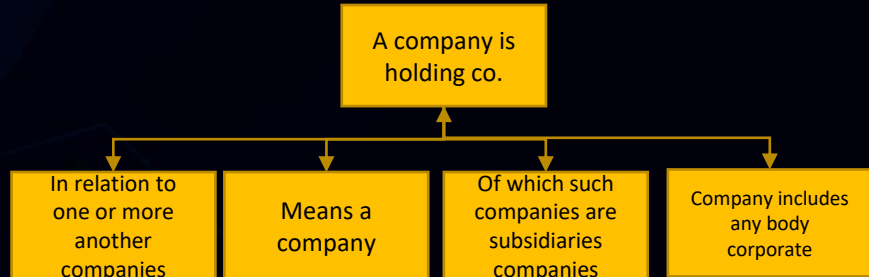 A company is
holding co.
In relation to
one or more
another
companies
Means a
company
Of which such
companies are
subsidiaries
companies
Company includes
any body
corporate